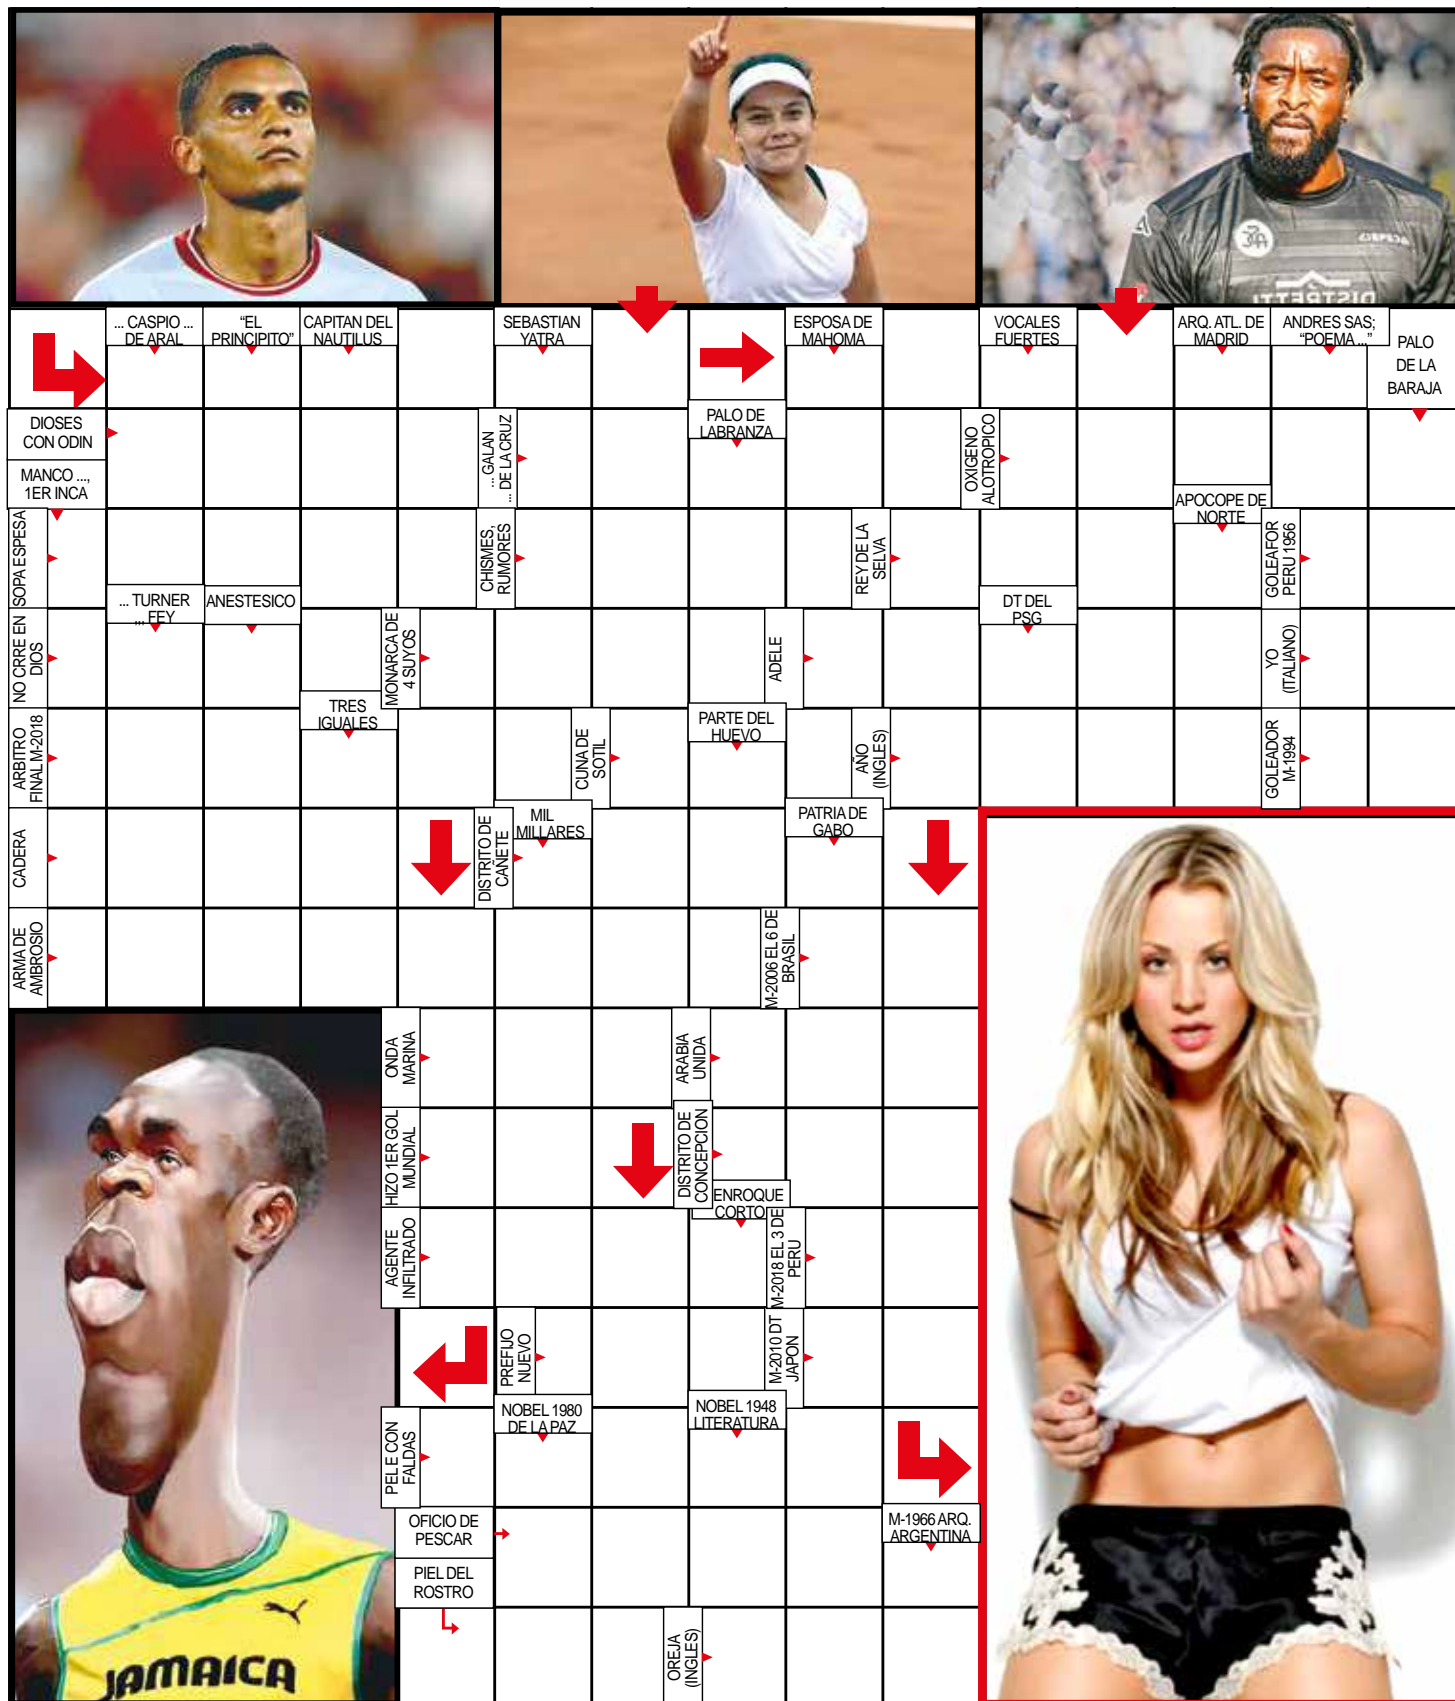 DISTRETTI
... CASPIO ...
DE ARAL
“EL
PRINCIPITO”
CAPITAN DEL
NAUTILUS
SEBASTIAN
YATRA
ESPOSA DE
MAHOMA
VOCALES
FUERTES
ARQ. ATL. DE
MADRID
ANDRES SAS;
“POEMA ...”
PALO
DE LA
BARAJA
DIOSES
CON ODIN
MANCO ...,
1ER INCA
... GALAN
... DE LA CRUZ
PALO DE
LABRANZA
OXIGENO
ALOTROPICO
APOCOPE DE
NORTE
SOPA ESPESA
CHISMES,
RUMORES
REY DE LA
SELVA
GOLEA FOR
PERU 1956
... TURNER
... FEY
ANESTESICO
DT DEL
PSG
NO CRRE EN
DIOS
MONARCA DE
4 SUYOS
ADELE
YO
(ITALIANO)
TRES
IGUALES
PARTE DEL
HUEVO
ARBITRO
FINAL M-2018
CUNA DE
SOTIL
AÑO
(INGLES)
GOLEADOR
M-1994
MIL
MILLARES
PATRIA DE
GABO
CADERA
DISTRITO DE
CAÑETE
ARMA DE
AMBROSIO
M-2006 EL 6 DE
BRASIL
ONDA
MARINA
ARABIA
UNIDA
HIZO 1ER GOL
MUNDIAL
DISTRITO DE
CONCEPCION
ENROQUE
CORTO
AGENTE
INFILTRADO
M-2018 EL 3 DE
PERU
PREFIJO
NUEVO
M-2010 DT
JAPON
NOBEL 1980
DE LA PAZ
NOBEL 1948
LITERATURA
PELE CON
FALDAS
OFICIO DE
PESCAR
M-1966 ARQ.
ARGENTINA
PIEL DEL
ROSTRO
OREJA
(INGLES)
JAMAICA